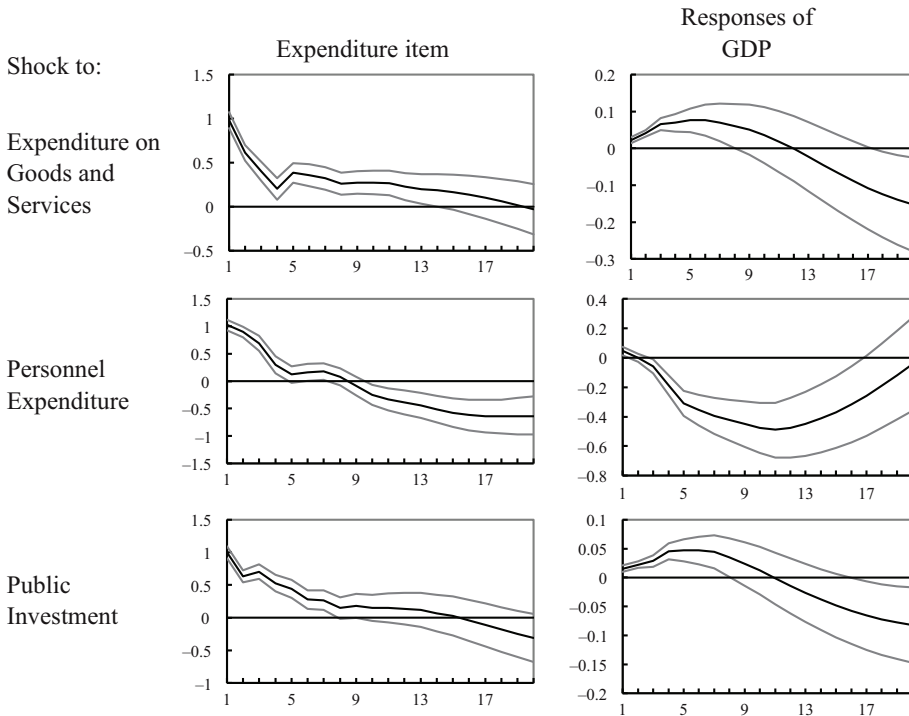 Responses of
Expenditure item
GDP
Shock to:
Expenditure on
Goods and
Services
1.5
1
0.5
0
–0.5
1 5 9 13 17
0.2
0.1
0
–0.1
–0.2
–0.3
1 5 9 13 17
Personnel
Expenditure
1.5
1
0.5
0
–0.5
–1
–1.5
1 5 9 13 17
0.4
0.2
0
–0.2
–0.4
–0.6
–0.8
1 5 9 13 17
Public
Investment
1.5
1
0.5
0
–0.5
–1
1 5 9 13 17
0.1
0.05
0
–0.05
–0.1
–0.15
–0.2
1 5 9 13 17